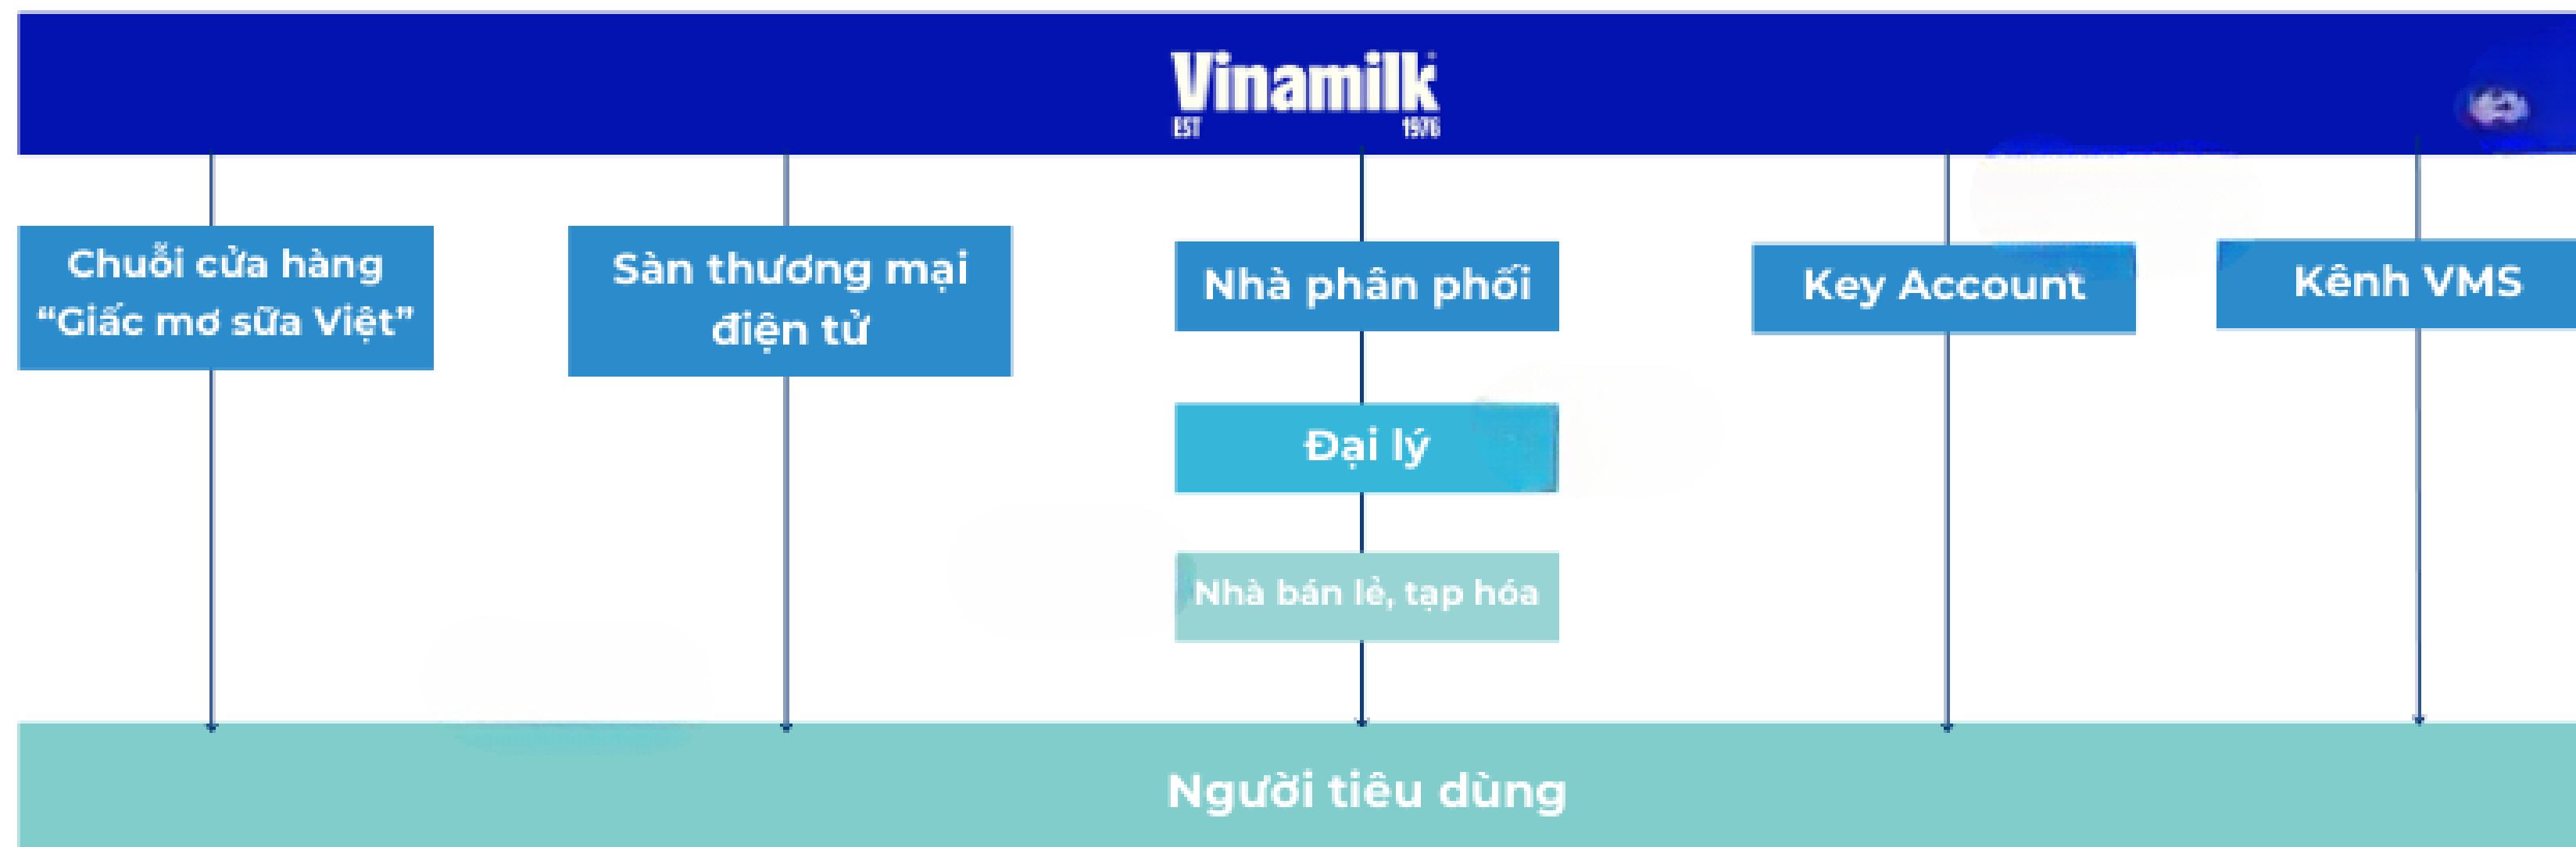 Vinamilk
EST 1976
Chuỗi cửa hàng
“Giấc mơ sữa Việt”
Sàn thương mại
điện tử
Nhà phân phối
Key Account
Kênh VMS
Đại lý
Nhà bán lẻ, tạp hóa
Người tiêu dùng